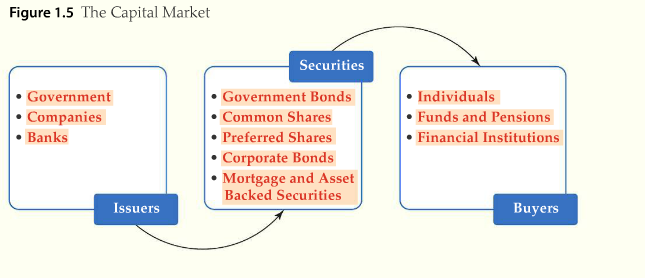 Figure 1.5 The Capital Market
Securities
• Government
• Companies
• Banks
Issuers
• Government Bonds
• Common Shares
• Preferred Shares
• Corporate Bonds
• Mortgage and Asset
Backed Securities
• Individuals
• Funds and Pensions
• Financial Institutions
Buyers